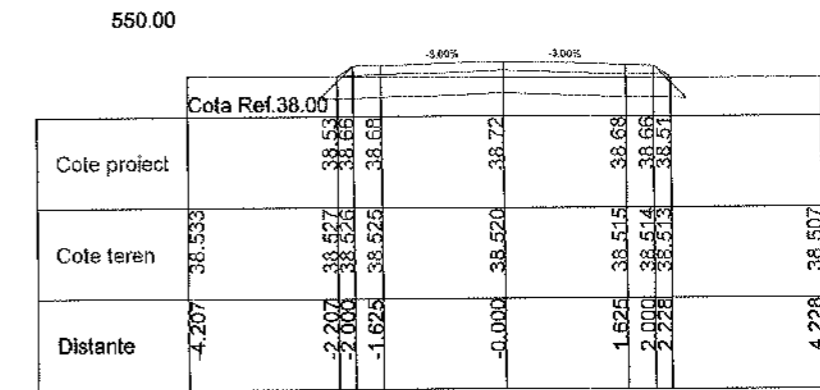 550.00
-3.00% -3.00%
Cota Ref.38.00
Cote proiect 38.53 38.66 38.68 38.72 38.68 38.66 38.51
Cote teren 38.533 38.527 38.526 38.525 38.520 38.515 38.514 38.513 38.507
Distante -4.207 -2.207 -2.000 -1.625 -0.000 1.625 2.000 2.228 4.228